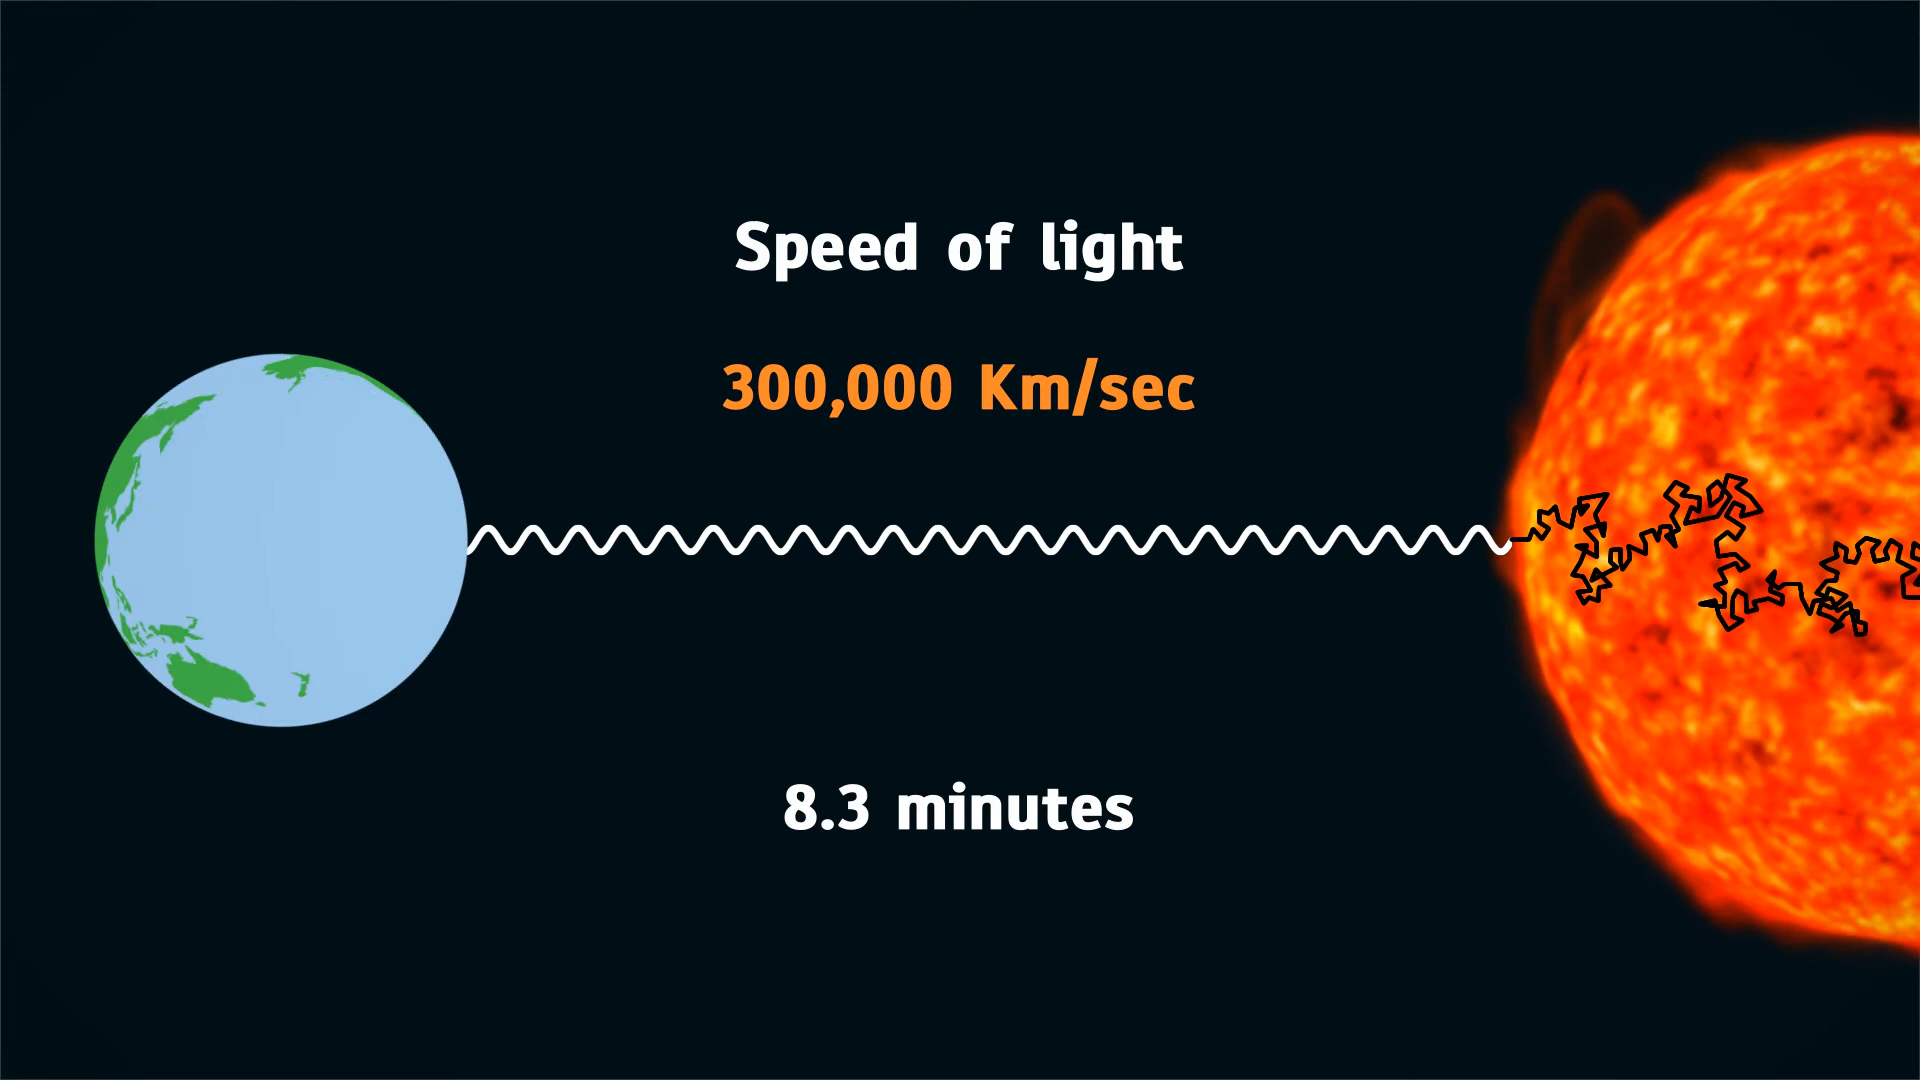 Speed of light
300,000 Km/sec
8.3 minutes